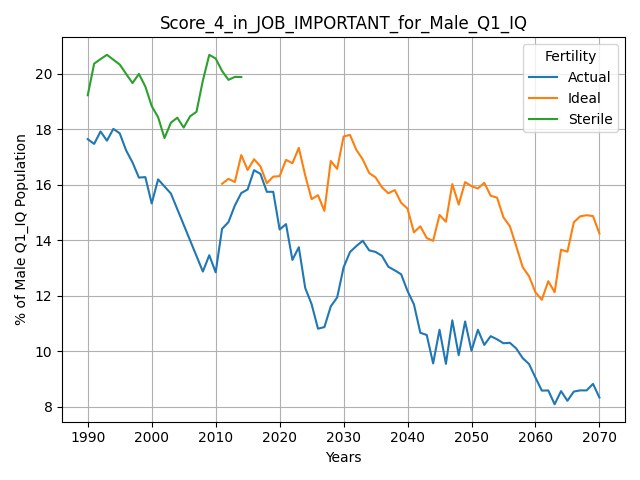 Score_4_in_JOB_IMPORTANT_for_Male_Q1_IQ
Fertility
Actual
Ideal
Sterile
% of Male Q1_IQ Population
20
18
16
14
12
10
8
1990 2000 2010 2020 2030 2040 2050 2060 2070
Years